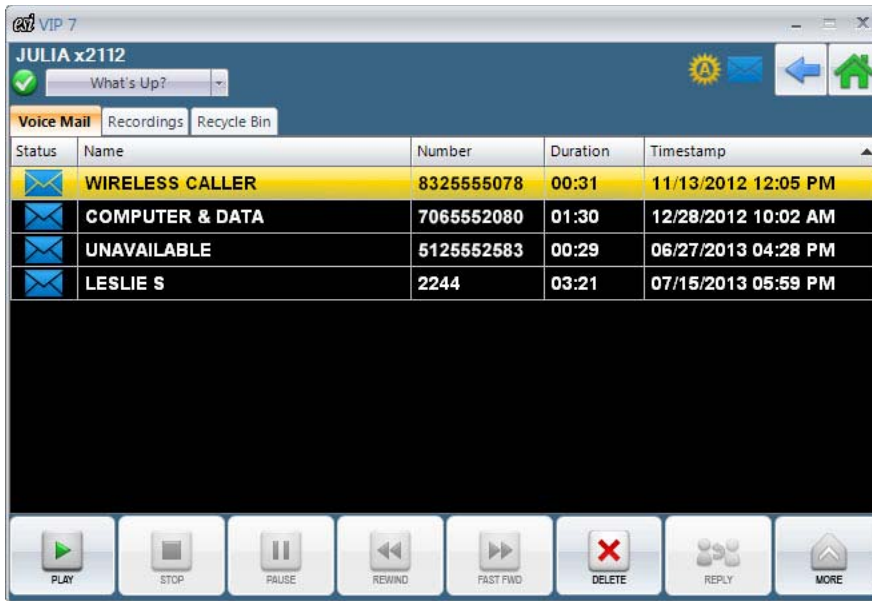 esi VIP 7
JULIA x2112
A
What's Up?
Voice Mail Recordings Recycle Bin
Status Name Number Duration Timestamp
WIRELESS CALLER 8325555078 00:31 11/13/2012 12:05 PM
COMPUTER & DATA 7065552080 01:30 12/28/2012 10:02 AM
UNAVAILABLE 5125552583 00:29 06/27/2013 04:28 PM
LESLIE S 2244 03:21 07/15/2013 05:59 PM
PLAY STOP PAUSE REWIND FAST FWD DELETE REPLY MORE